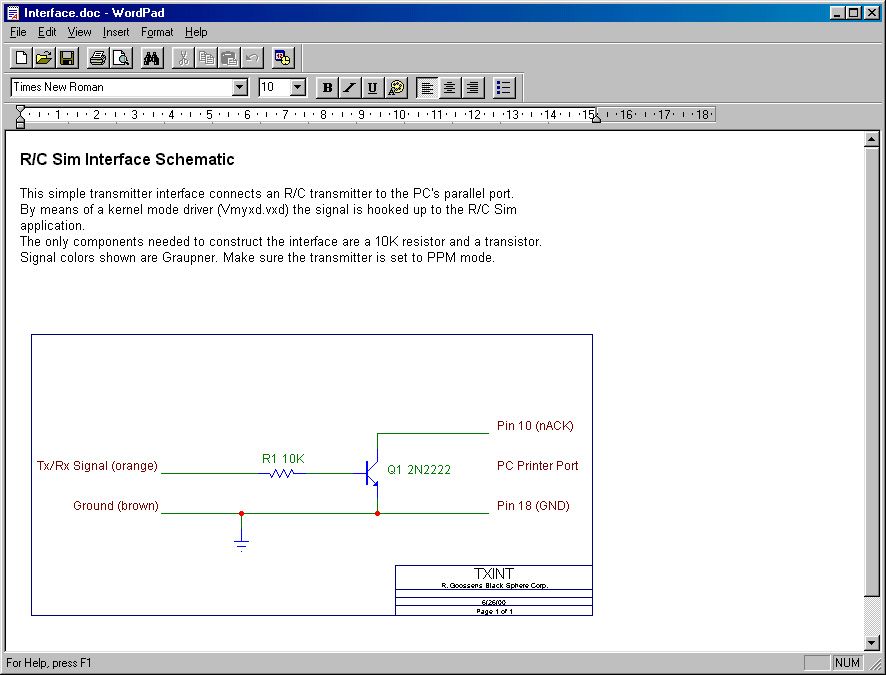 Interface.doc - WordPad
File Edit View Insert Format Help
Times New Roman 10 B I U
1 2 3 4 5 6 7 8 9 10 11 12 13 14 15 16 17 18
R/C Sim Interface Schematic
This simple transmitter interface connects an R/C transmitter to the PC's parallel port.
By means of a kernel mode driver (Vmyxd.vxd) the signal is hooked up to the R/C Sim
application.
The only components needed to construct the interface are a 10K resistor and a transistor.
Signal colors shown are Graupner. Make sure the transmitter is set to PPM mode.
Pin 10 (nACK)
R1 10K
Tx/Rx Signal (orange)
Q1 2N2222
PC Printer Port
Ground (brown)
Pin 18 (GND)
TXINT
R. Goossens Black Sphere Corp.
6/26/00
Page 1 of 1
For Help, press F1
NUM